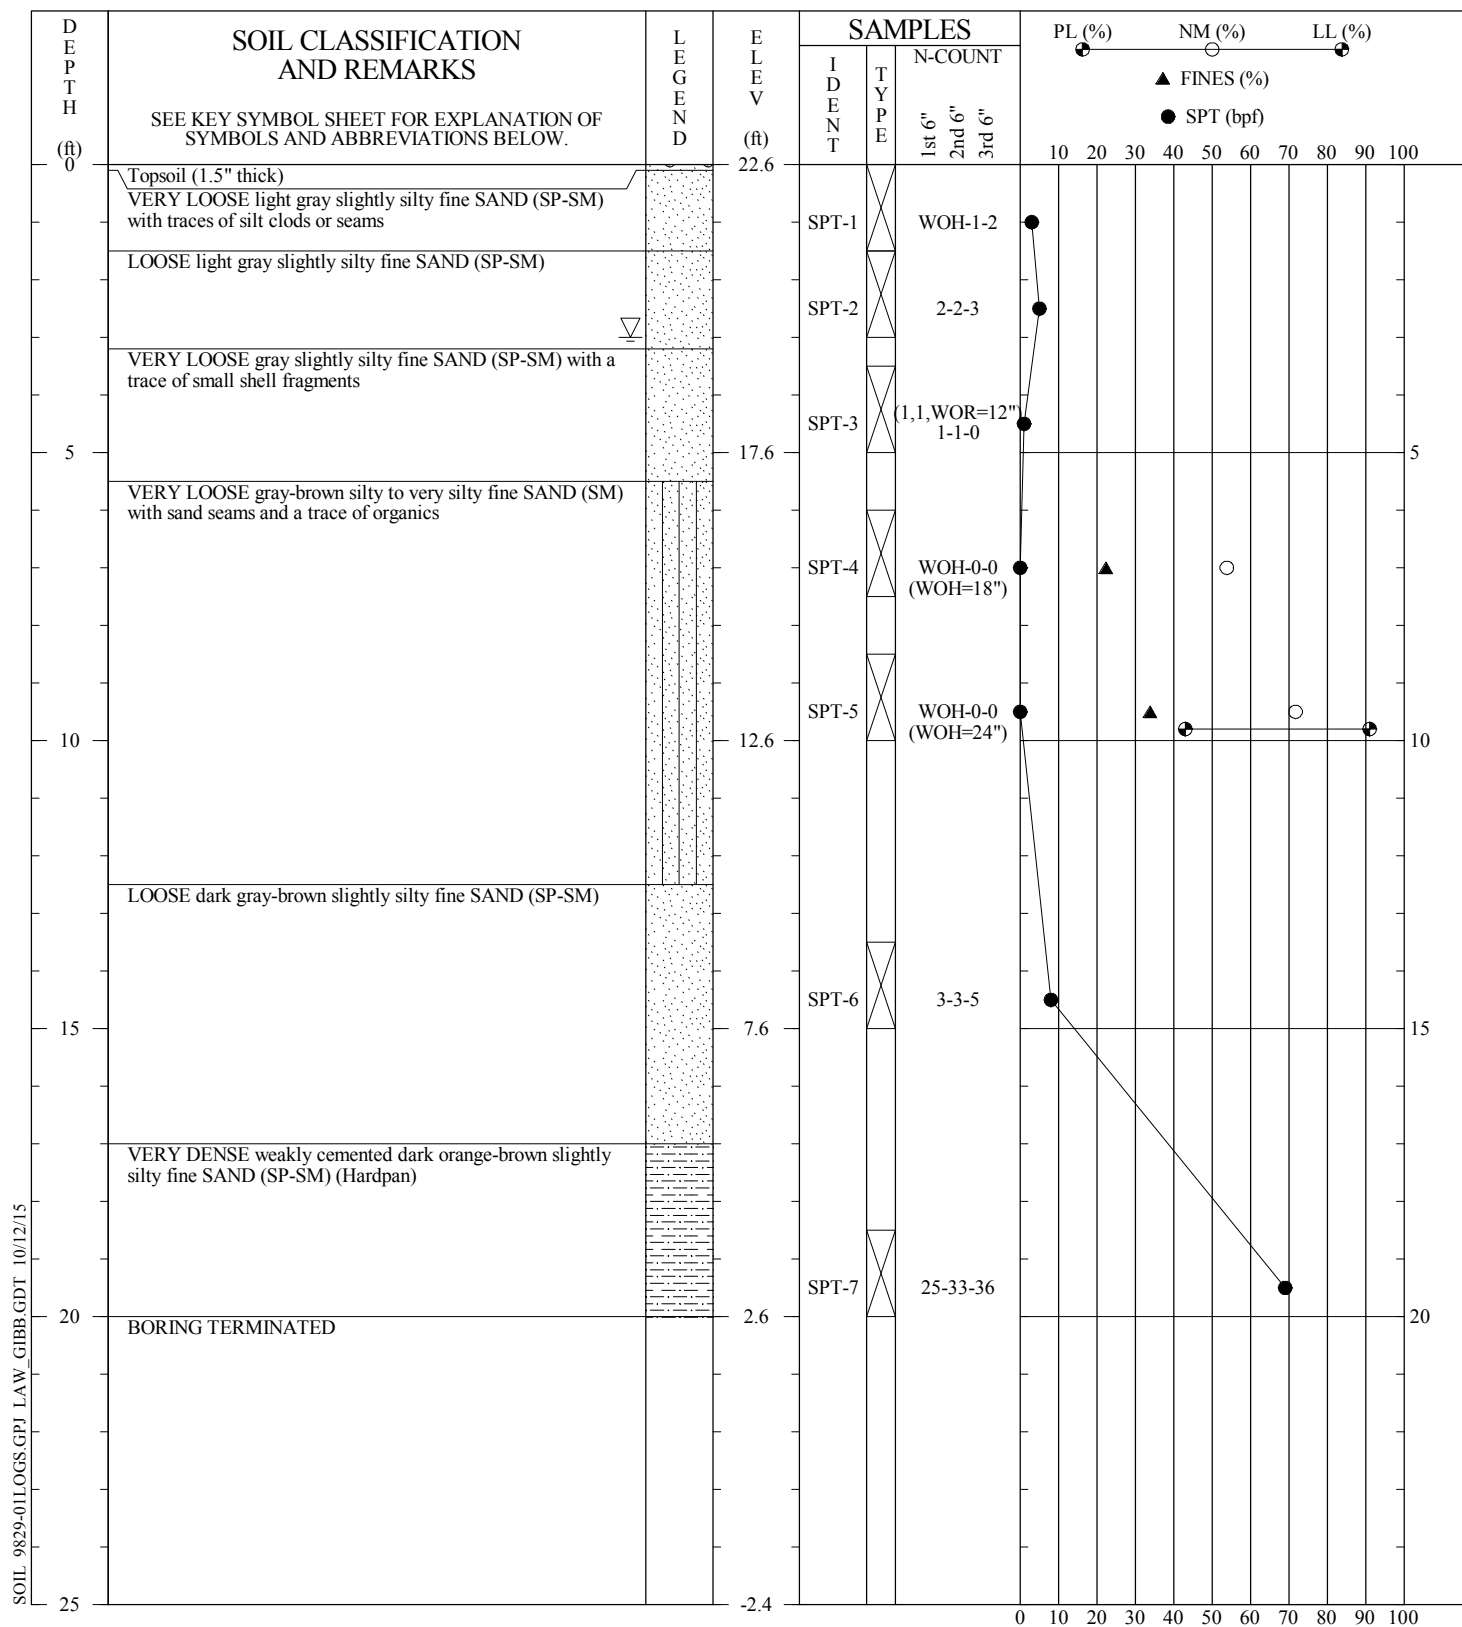 DEPTH
(ft)
SOIL CLASSIFICATION
AND REMARKS
SEE KEY SYMBOL SHEET FOR EXPLANATION OF
SYMBOLS AND ABBREVIATIONS BELOW.
LEGEND
ELEV
(ft)
SAMPLES
IDENT
TYPE
N-COUNT
1st 6"
2nd 6"
3rd 6"
PL (%) NM (%) LL (%)
FINES (%)
SPT (bpf)
10 20 30 40 50 60 70 80 90 100
0
22.6
Topsoil (1.5" thick)
VERY LOOSE light gray slightly silty fine SAND (SP-SM)
with traces of silt clods or seams
SPT-1 WOH-1-2
LOOSE light gray slightly silty fine SAND (SP-SM)
SPT-2 2-2-3
VERY LOOSE gray slightly silty fine SAND (SP-SM) with a
trace of small shell fragments
SPT-3 (1,1,WOR=12")
1-1-0
5 17.6 5
VERY LOOSE gray-brown silty to very silty fine SAND (SM)
with sand seams and a trace of organics
SPT-4 WOH-0-0
(WOH=18")
SPT-5 WOH-0-0
(WOH=24")
10 12.6 10
LOOSE dark gray-brown slightly silty fine SAND (SP-SM)
SPT-6 3-3-5
15 7.6 15
VERY DENSE weakly cemented dark orange-brown slightly
silty fine SAND (SP-SM) (Hardpan)
SPT-7 25-33-36
20 2.6 20
BORING TERMINATED
25 -2.4
0 10 20 30 40 50 60 70 80 90 100
SOIL 9829-01LOGS.GPJ LAW_GIBB.GDT 10/12/15